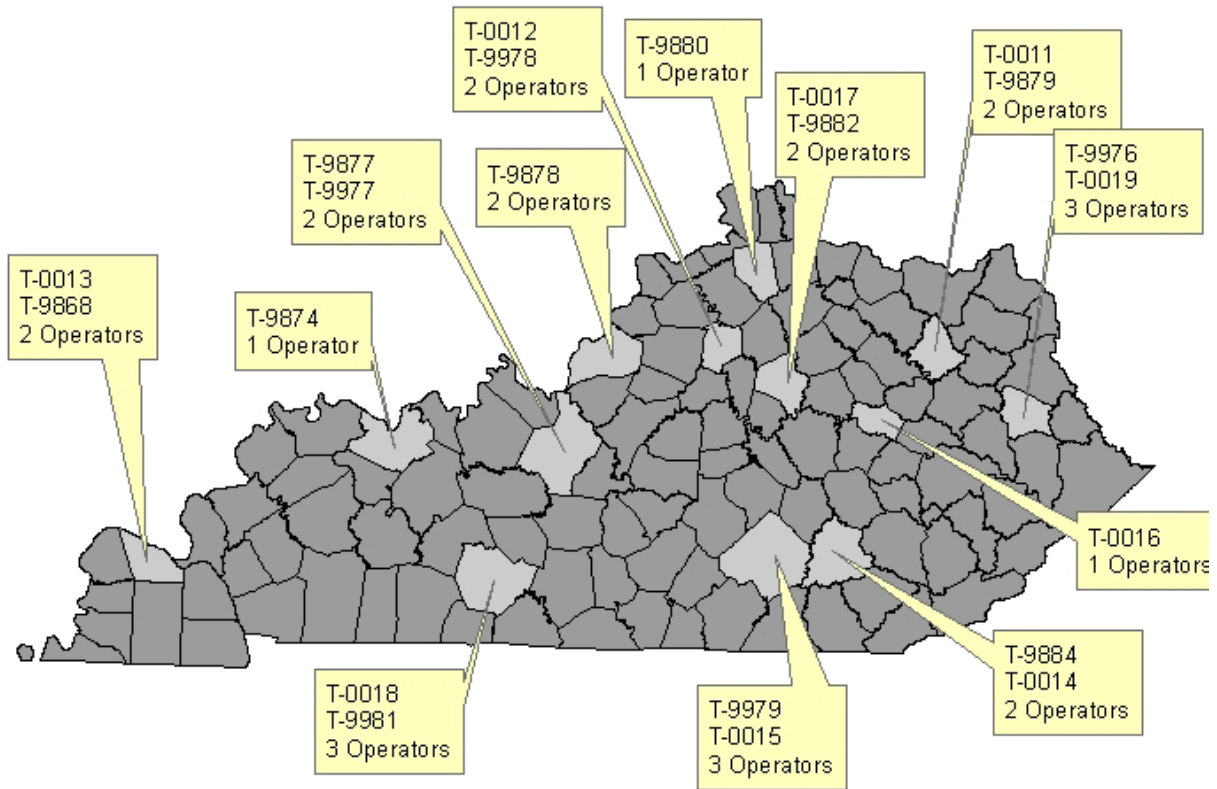 T-0012
T-9978
2 Operators
T-9880
1 Operator
T-0011
T-9879
2 Operators
T-0017
T-9882
2 Operators
T-9976
T-0019
3 Operators
T-9877
T-9977
2 Operators
T-9878
2 Operators
T-0013
T-9868
2 Operators
T-9874
1 Operator
T-0016
1 Operators
T-9884
T-0014
2 Operators
T-0018
T-9981
3 Operators
T-9979
T-0015
3 Operators